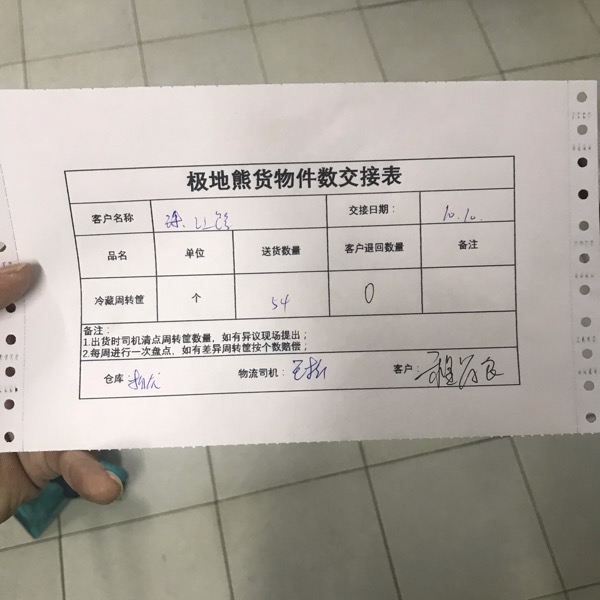 极地熊货物件数交接表
客户名称 交接日期： 10.10.
品名 单位 送货数量 客户退回数量 备注
冷藏周转筐 个 54 0
备注：
1.出货时司机清点周转筐数量，如有异议现场提出；
2.每周进行一次盘点，如有差异周转筐按个数赔偿；
仓库： 物流司机： 客户：